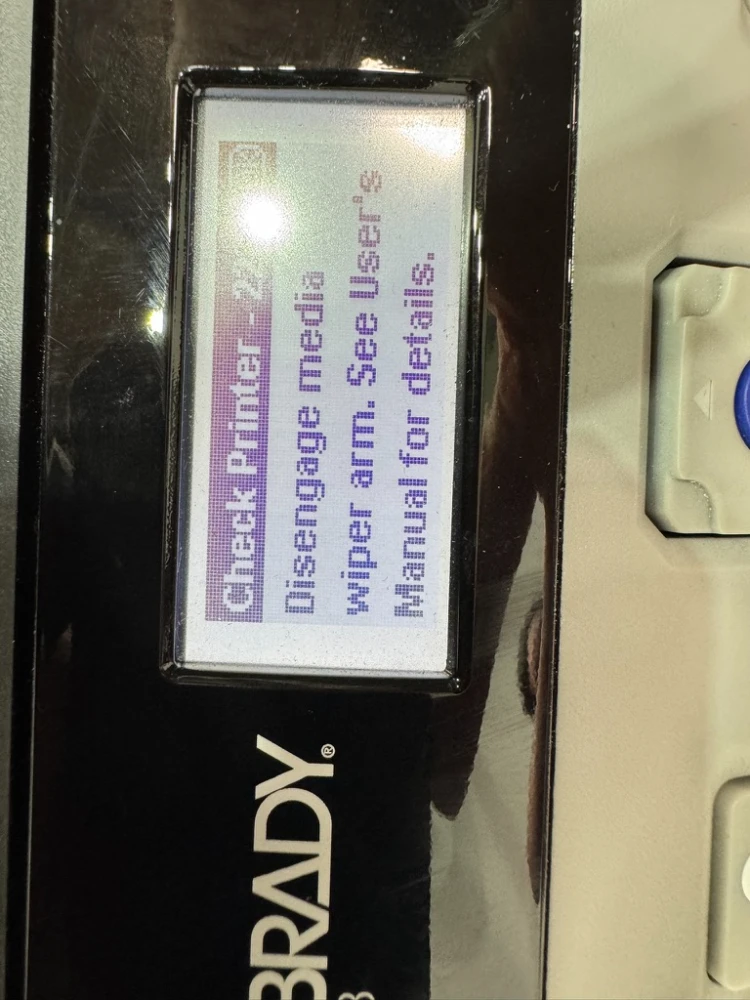 Check Printer -
Disengage media
wiper arm. See User's
Manual for details.
BRADY®